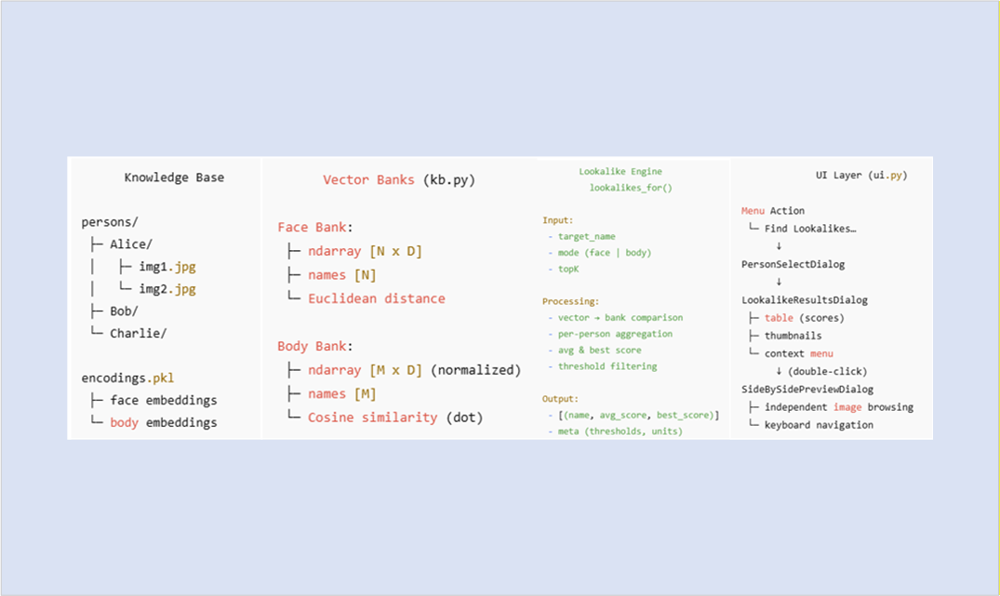 Knowledge Base
persons/
├─ Alice/
│ ├─ img1.jpg
│ └─ img2.jpg
├─ Bob/
└─ Charlie/
encodings.pkl
├─ face embeddings
└─ body embeddings
Vector Banks (kb.py)
Face Bank:
├─ ndarray [N x D]
├─ names [N]
└─ Euclidean distance
Body Bank:
├─ ndarray [M x D] (normalized)
├─ names [M]
└─ Cosine similarity (dot)
Lookalike Engine
lookalikes_for()
Input:
- target_name
- mode (face | body)
- topK
Processing:
- vector → bank comparison
- per-person aggregation
- avg & best score
- threshold filtering
Output:
- [(name, avg_score, best_score)]
- meta (thresholds, units)
UI Layer (ui.py)
Menu Action
└─ Find Lookalikes…
↓
PersonSelectDialog
↓
LookalikeResultsDialog
├─ table (scores)
├─ thumbnails
└─ context menu
↓ (double-click)
SideBySidePreviewDialog
├─ independent image browsing
└─ keyboard navigation